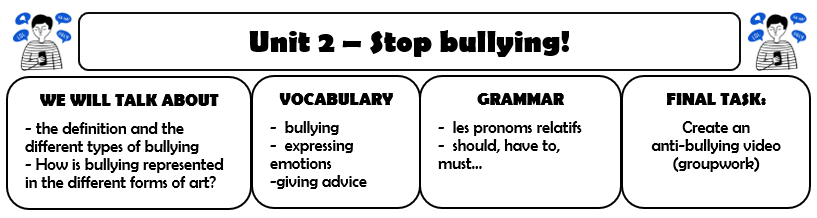 Unit 2 – Stop bullying!
WE WILL TALK ABOUT
- the definition and the
different types of bullying
- How is bullying represented
in the different forms of art?
VOCABULARY
- bullying
- expressing
emotions
-giving advice
GRAMMAR
- les pronoms relatifs
- should, have to,
must...
FINAL TASK:
Create an
anti-bullying video
(groupwork)